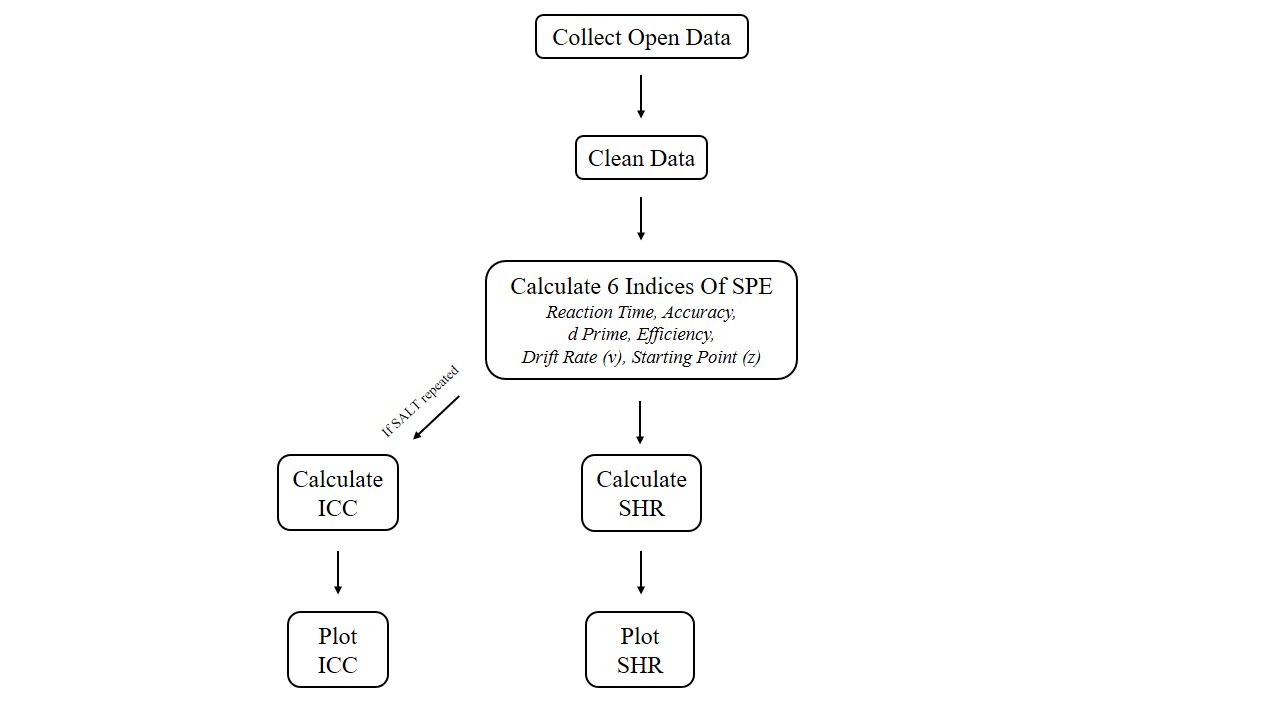 Collect Open Data
Clean Data
Calculate 6 Indices Of SPE
Reaction Time, Accuracy,
d Prime, Efficiency,
Drift Rate (v), Starting Point (z)
If SALT repeated
Calculate
ICC
Calculate
SHR
Plot
ICC
Plot
SHR